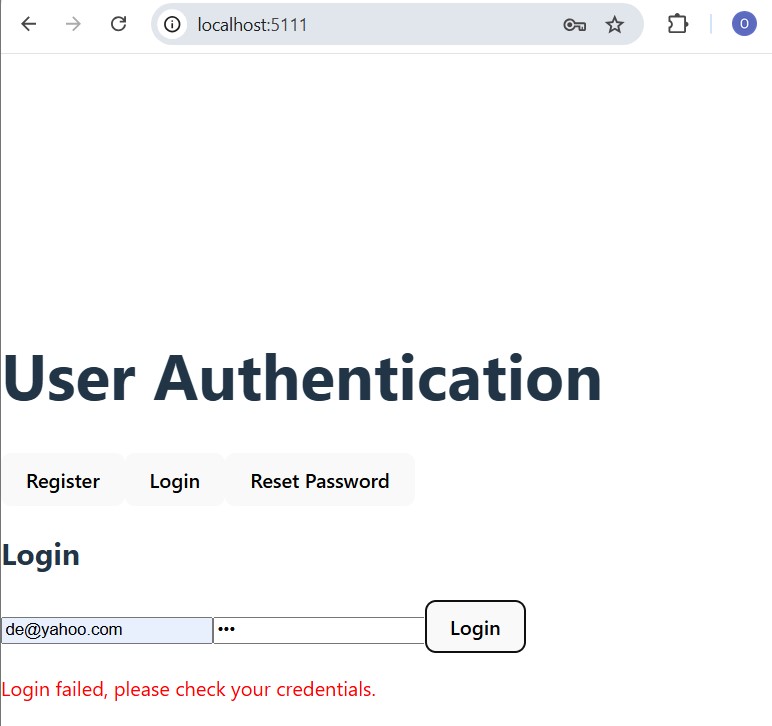 localhost:5111
O
User Authentication
Register Login Reset Password
Login
de@yahoo.com ••• Login
Login failed, please check your credentials.